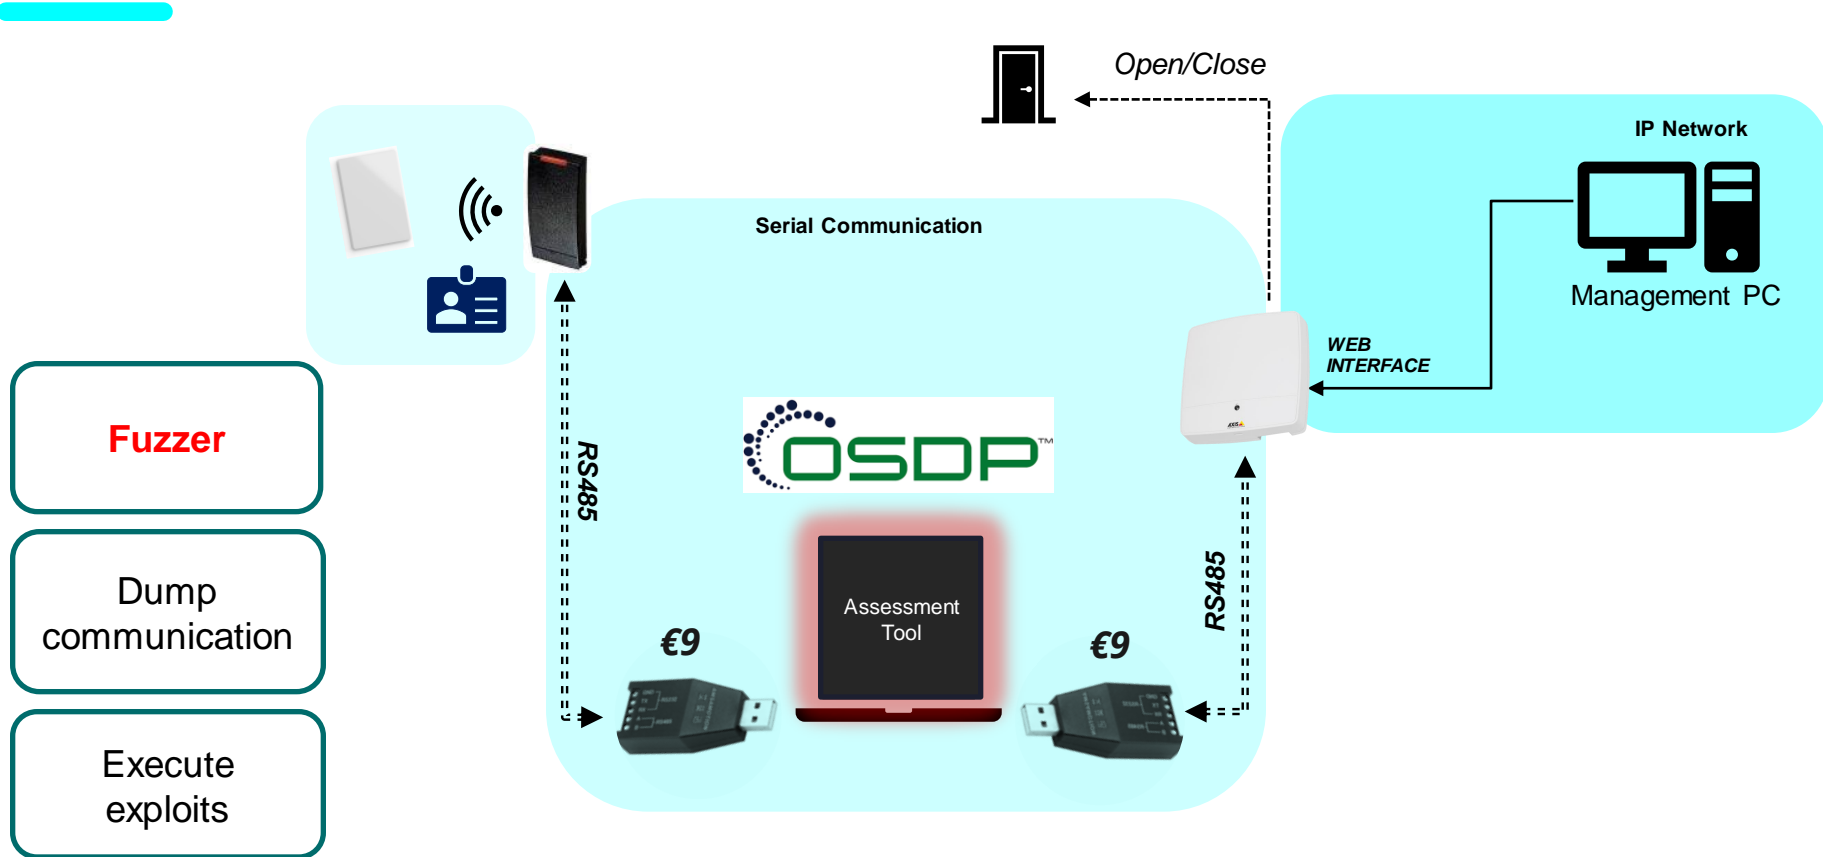 Open/Close
IP Network
Serial Communication
Management PC
WEB
INTERFACE
AXIS
Fuzzer
OSDP™
RS485
RS485
Dump
communication
Assessment
Tool
€9
€9
Execute
exploits